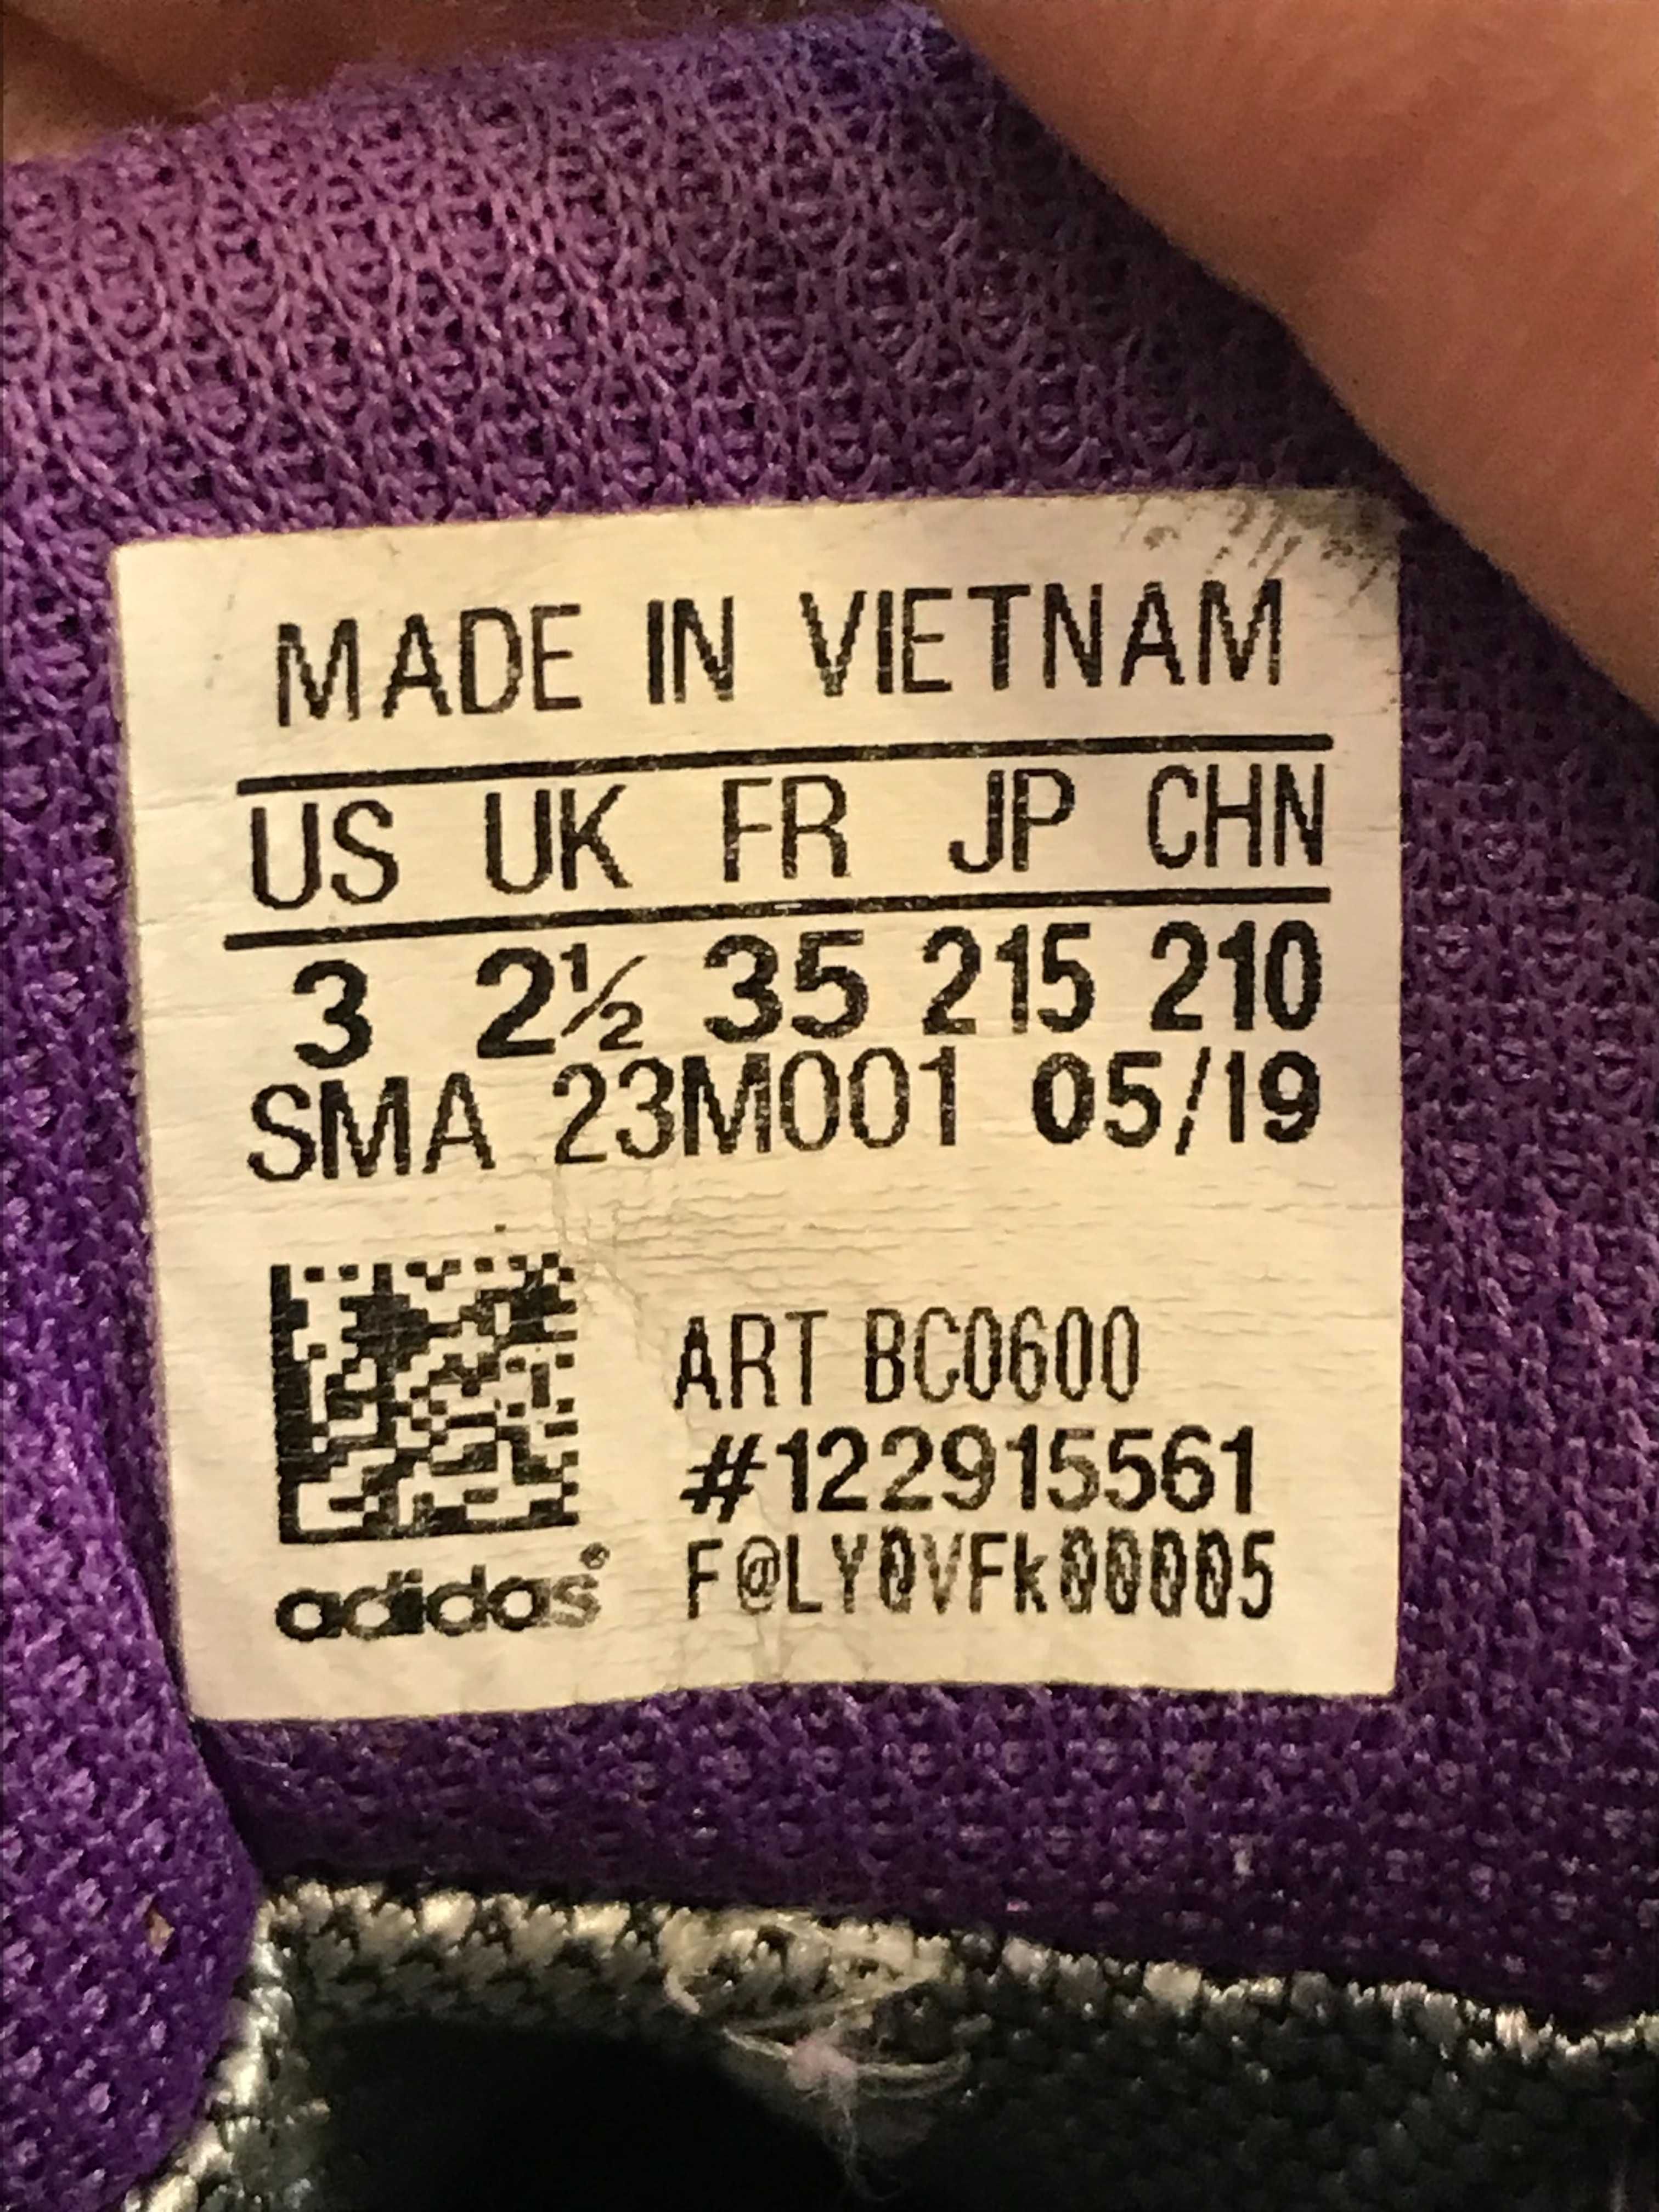 MADE IN VIETNAM
US UK FR JP CHN
3 2½ 35 215 210
SMA 23M001 05/19
ART BC0600
#122915561
F@LY0VFk00005
adidas®